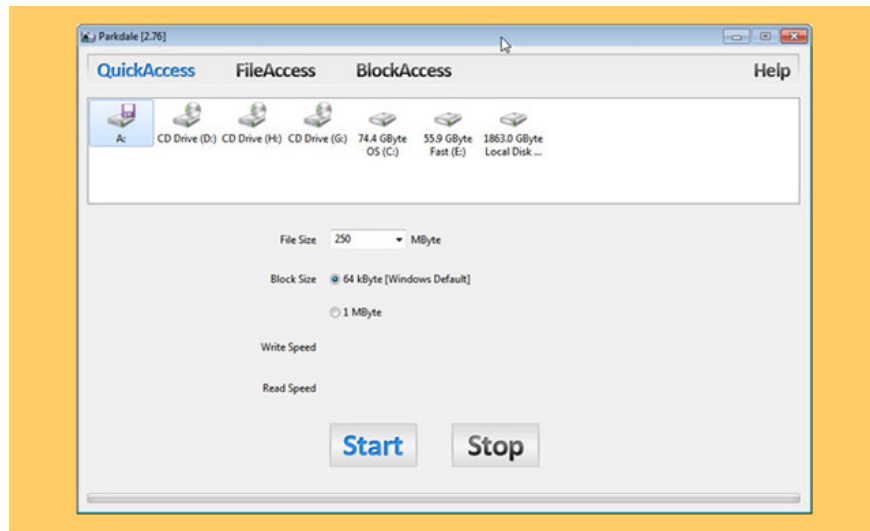 Parkdale [2.76]
QuickAccess FileAccess BlockAccess Help
A: CD Drive (D:) CD Drive (H:) CD Drive (G:) 74.4 GByte 55.9 GByte 1863.0 GByte
OS (C:) Fast (E:) Local Disk ...
File Size 250 MByte
Block Size 64 kByte [Windows Default]
1 MByte
Write Speed
Read Speed
Start Stop